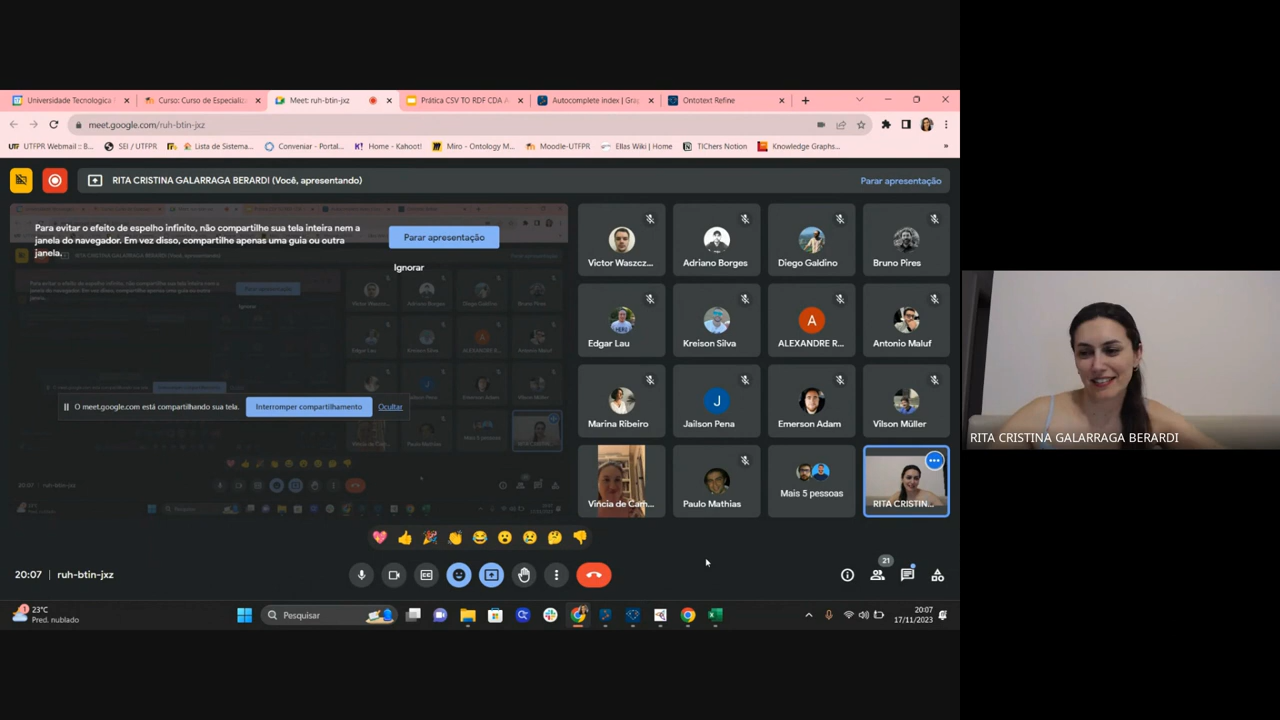 Universidade Tecnologica
Curso: Curso de Especializ
Meet: ruh-btin-jxz
Prática CSV TO RDF CDA A
Autocomplete index | Gra
Ontotext Refine
meet.google.com/ruh-btin-jxz
UTFPR Webmail :: B...
SEI / UTFPR
Lista de Sistema...
Conveniar - Portal...
Home - Kahoot!
Miro - Ontology M...
Moodle-UTFPR
Ellas Wiki | Home
TIChers Notion
Knowledge Graphs...
RITA CRISTINA GALARRAGA BERARDI (Você, apresentando)
Parar apresentação
Para evitar o efeito de espelho infinito, não compartilhe sua tela inteira nem a
janela do navegador. Em vez disso, compartilhe apenas uma guia ou outra
janela.
Parar apresentação
Ignorar
O meet.google.com está compartilhando sua tela.
Interromper compartilhamento
Ocultar
Victor Waszcz...
Adriano Borges
Diego Galdino
Bruno Pires
Edgar Lau
Kreison Silva
A
ALEXANDRE R...
Antonio Maluf
Marina Ribeiro
J
Jailson Pena
Emerson Adam
Vilson Müller
Vincia de Cam...
Paulo Mathias
Mais 5 pessoas
RITA CRISTIN...
20:07 | ruh-btin-jxz
21
1
23°C
Pred. nublado
Pesquisar
20:07
17/11/2023
RITA CRISTINA GALARRAGA BERARDI